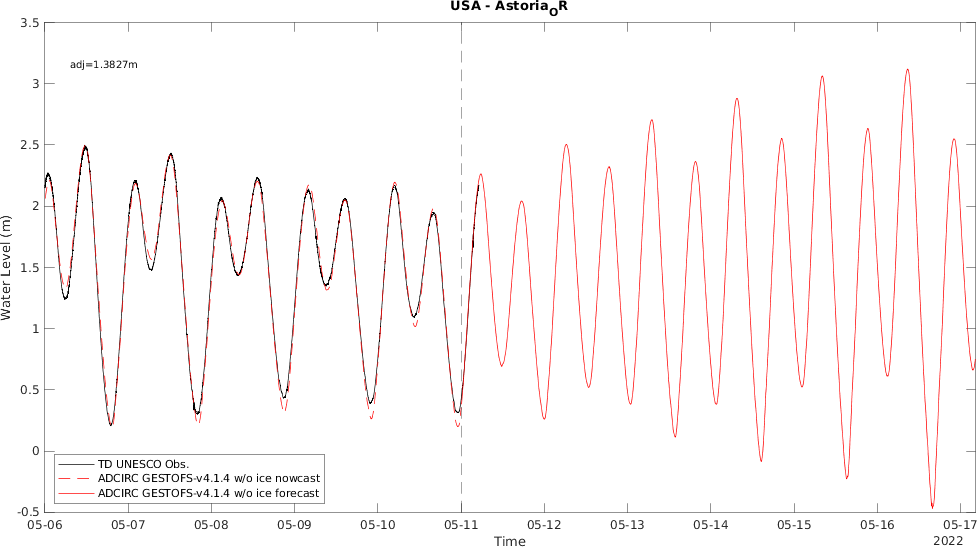 USA - Astoria_OR
3.5
adj=1.3827m
3
2.5
2
1.5
1
0.5
0
-0.5
Water Level (m)
TD UNESCO Obs.
ADCIRC GESTOFS-v4.1.4 w/o ice nowcast
ADCIRC GESTOFS-v4.1.4 w/o ice forecast
05-06 05-07 05-08 05-09 05-10 05-11 05-12 05-13 05-14 05-15 05-16 05-17
Time
2022